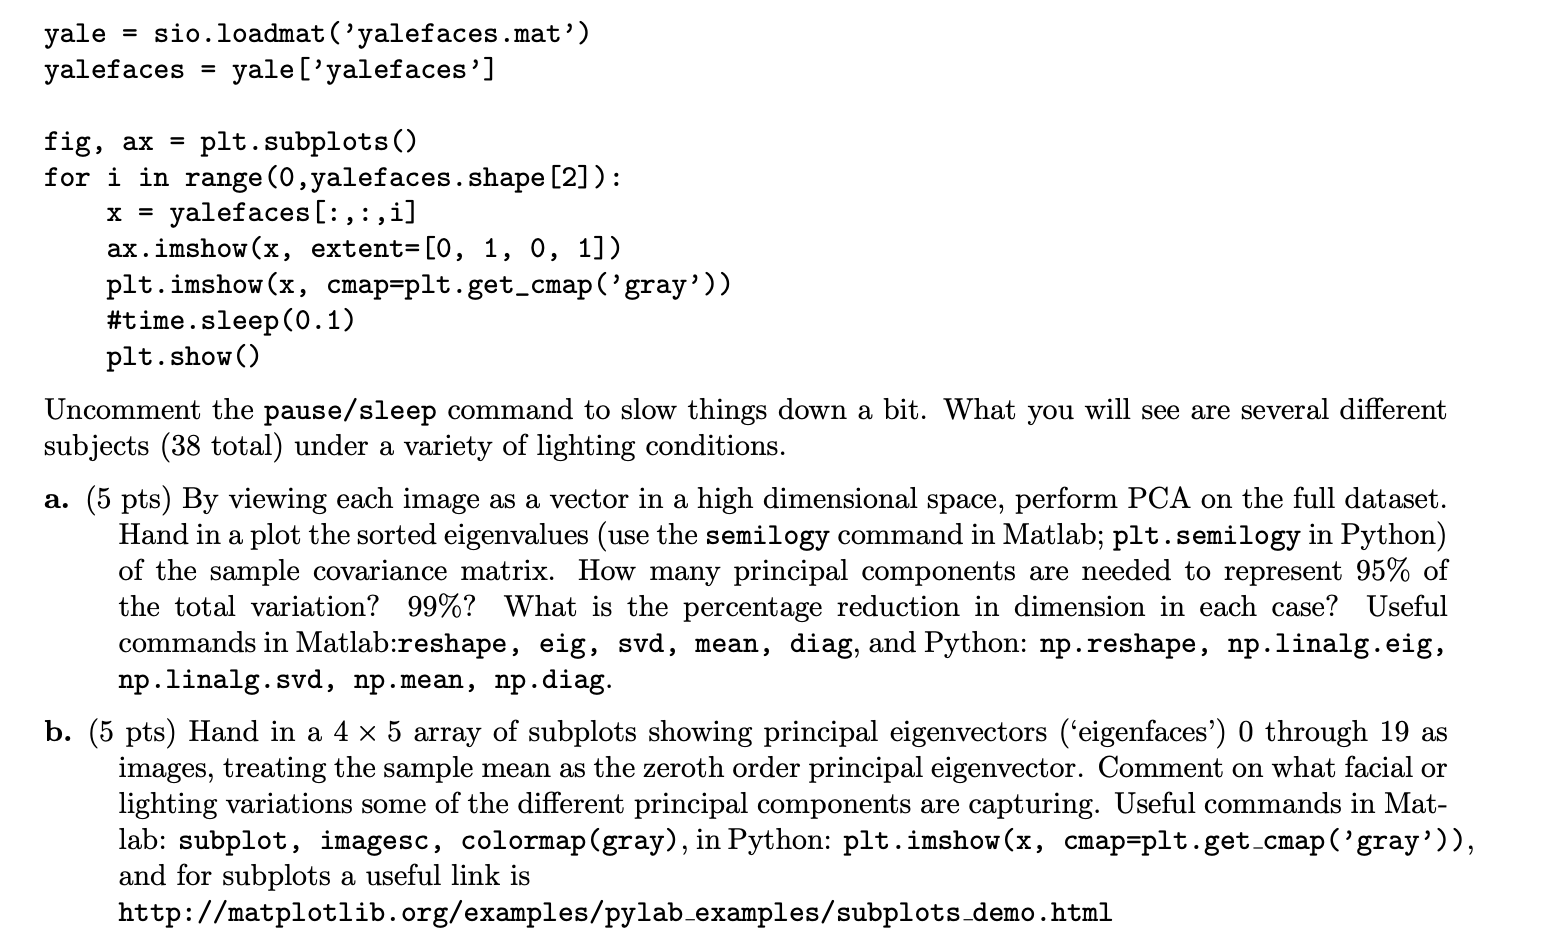 yale = sio.loadmat(’yalefaces.mat’)
yalefaces = yale[’yalefaces’]
fig, ax = plt.subplots()
for i in range(0,yalefaces.shape[2]):
    x = yalefaces[:,:,i]
    ax.imshow(x, extent=[0, 1, 0, 1])
    plt.imshow(x, cmap=plt.get_cmap(’gray’))
    #time.sleep(0.1)
    plt.show()
Uncomment the pause/sleep command to slow things down a bit. What you will see are several different
subjects (38 total) under a variety of lighting conditions.
a. (5 pts) By viewing each image as a vector in a high dimensional space, perform PCA on the full dataset.
Hand in a plot the sorted eigenvalues (use the semilogy command in Matlab; plt.semilogy in Python)
of the sample covariance matrix. How many principal components are needed to represent 95% of
the total variation? 99%? What is the percentage reduction in dimension in each case? Useful
commands in Matlab:reshape, eig, svd, mean, diag, and Python: np.reshape, np.linalg.eig,
np.linalg.svd, np.mean, np.diag.
b. (5 pts) Hand in a 4 × 5 array of subplots showing principal eigenvectors (‘eigenfaces’) 0 through 19 as
images, treating the sample mean as the zeroth order principal eigenvector. Comment on what facial or
lighting variations some of the different principal components are capturing. Useful commands in Mat-
lab: subplot, imagesc, colormap(gray), in Python: plt.imshow(x, cmap=plt.get_cmap(’gray’)),
and for subplots a useful link is
http://matplotlib.org/examples/pylab_examples/subplots_demo.html